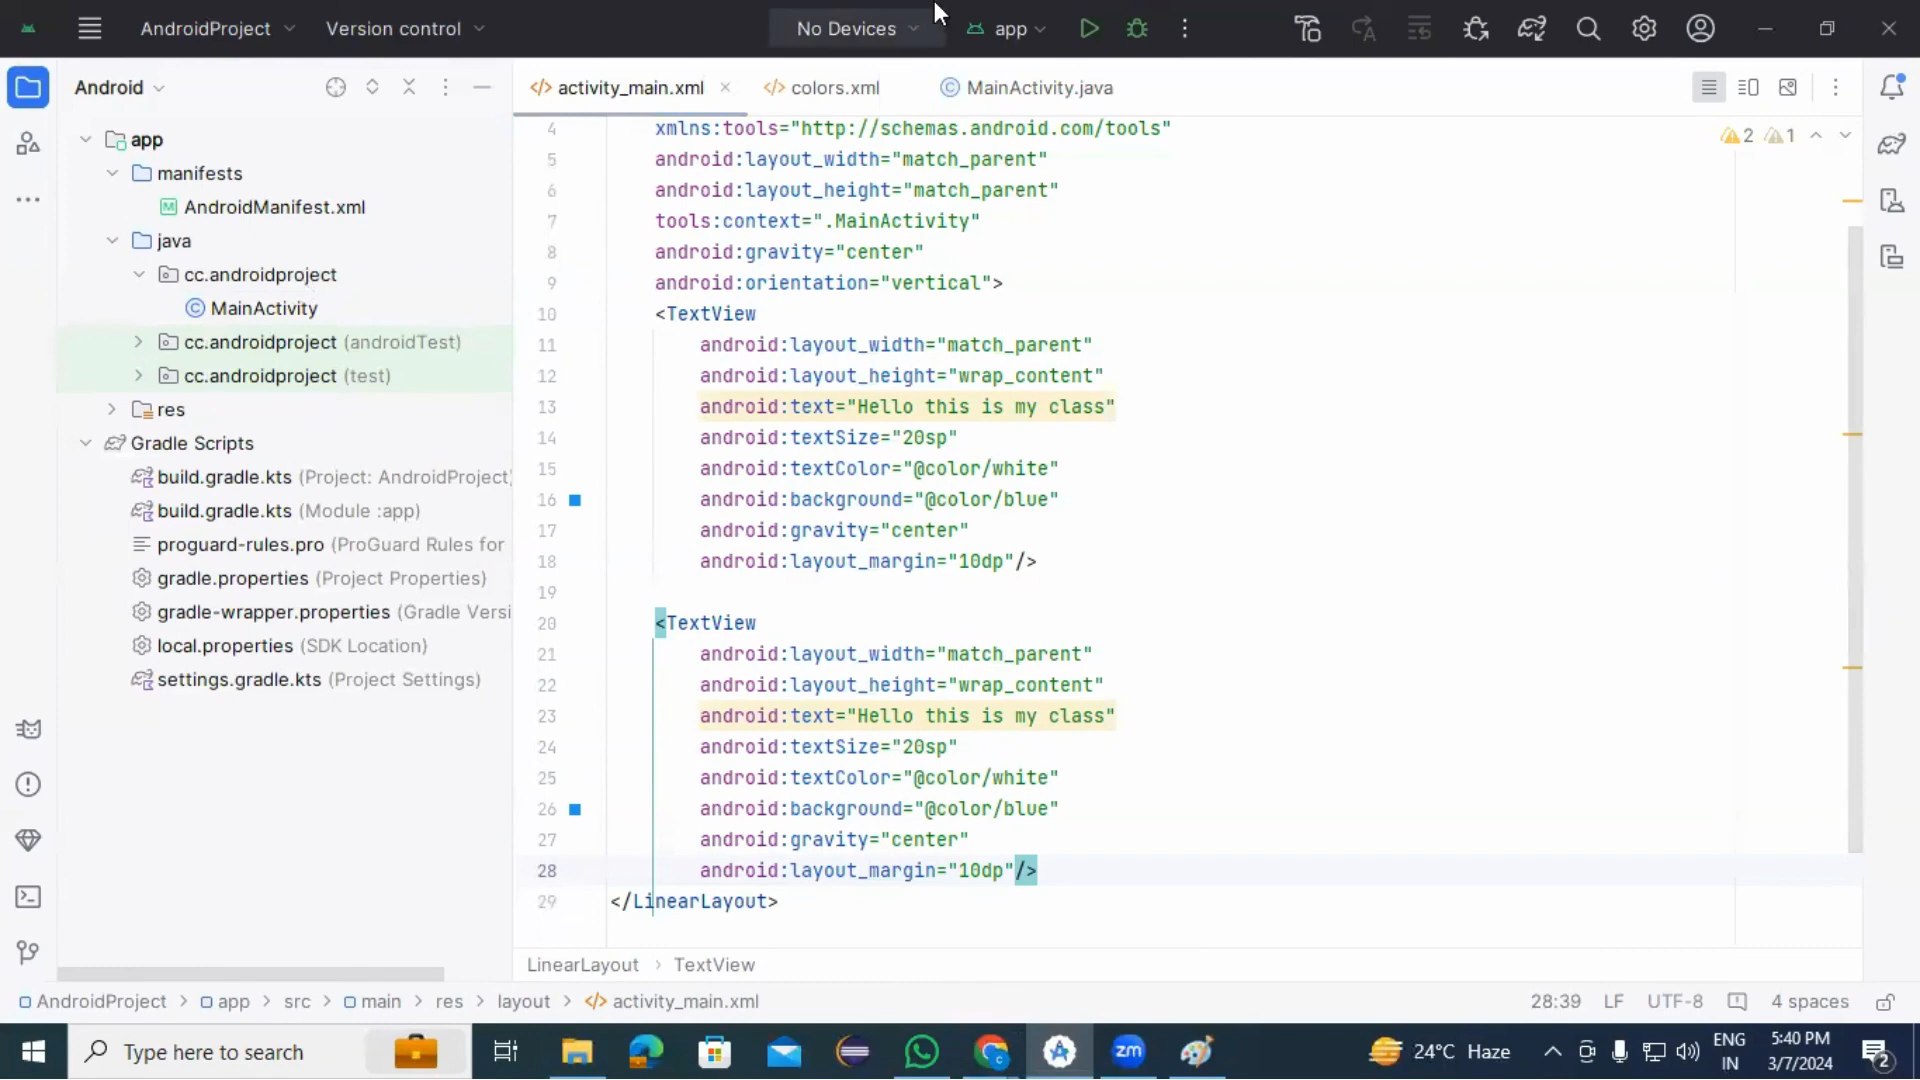 AndroidProject
Version control
No Devices
app
Android
activity_main.xml
colors.xml
MainActivity.java
app
manifests
AndroidManifest.xml
java
cc.androidproject
MainActivity
cc.androidproject (androidTest)
cc.androidproject (test)
res
Gradle Scripts
build.gradle.kts (Project: AndroidProject)
build.gradle.kts (Module :app)
proguard-rules.pro (ProGuard Rules for
gradle.properties (Project Properties)
gradle-wrapper.properties (Gradle Versi
local.properties (SDK Location)
settings.gradle.kts (Project Settings)
2 1
4 xmlns:tools="http://schemas.android.com/tools"
5 android:layout_width="match_parent"
6 android:layout_height="match_parent"
7 tools:context=".MainActivity"
8 android:gravity="center"
9 android:orientation="vertical">
10 <TextView
11 android:layout_width="match_parent"
12 android:layout_height="wrap_content"
13 android:text="Hello this is my class"
14 android:textSize="20sp"
15 android:textColor="@color/white"
16 android:background="@color/blue"
17 android:gravity="center"
18 android:layout_margin="10dp"/>
19
20 <TextView
21 android:layout_width="match_parent"
22 android:layout_height="wrap_content"
23 android:text="Hello this is my class"
24 android:textSize="20sp"
25 android:textColor="@color/white"
26 android:background="@color/blue"
27 android:gravity="center"
28 android:layout_margin="10dp"/>
29 </LinearLayout>
LinearLayout > TextView
AndroidProject > app > src > main > res > layout > activity_main.xml
28:39 LF UTF-8 4 spaces
Type here to search
zm
24°C Haze
ENG
IN
5:40 PM
3/7/2024
2